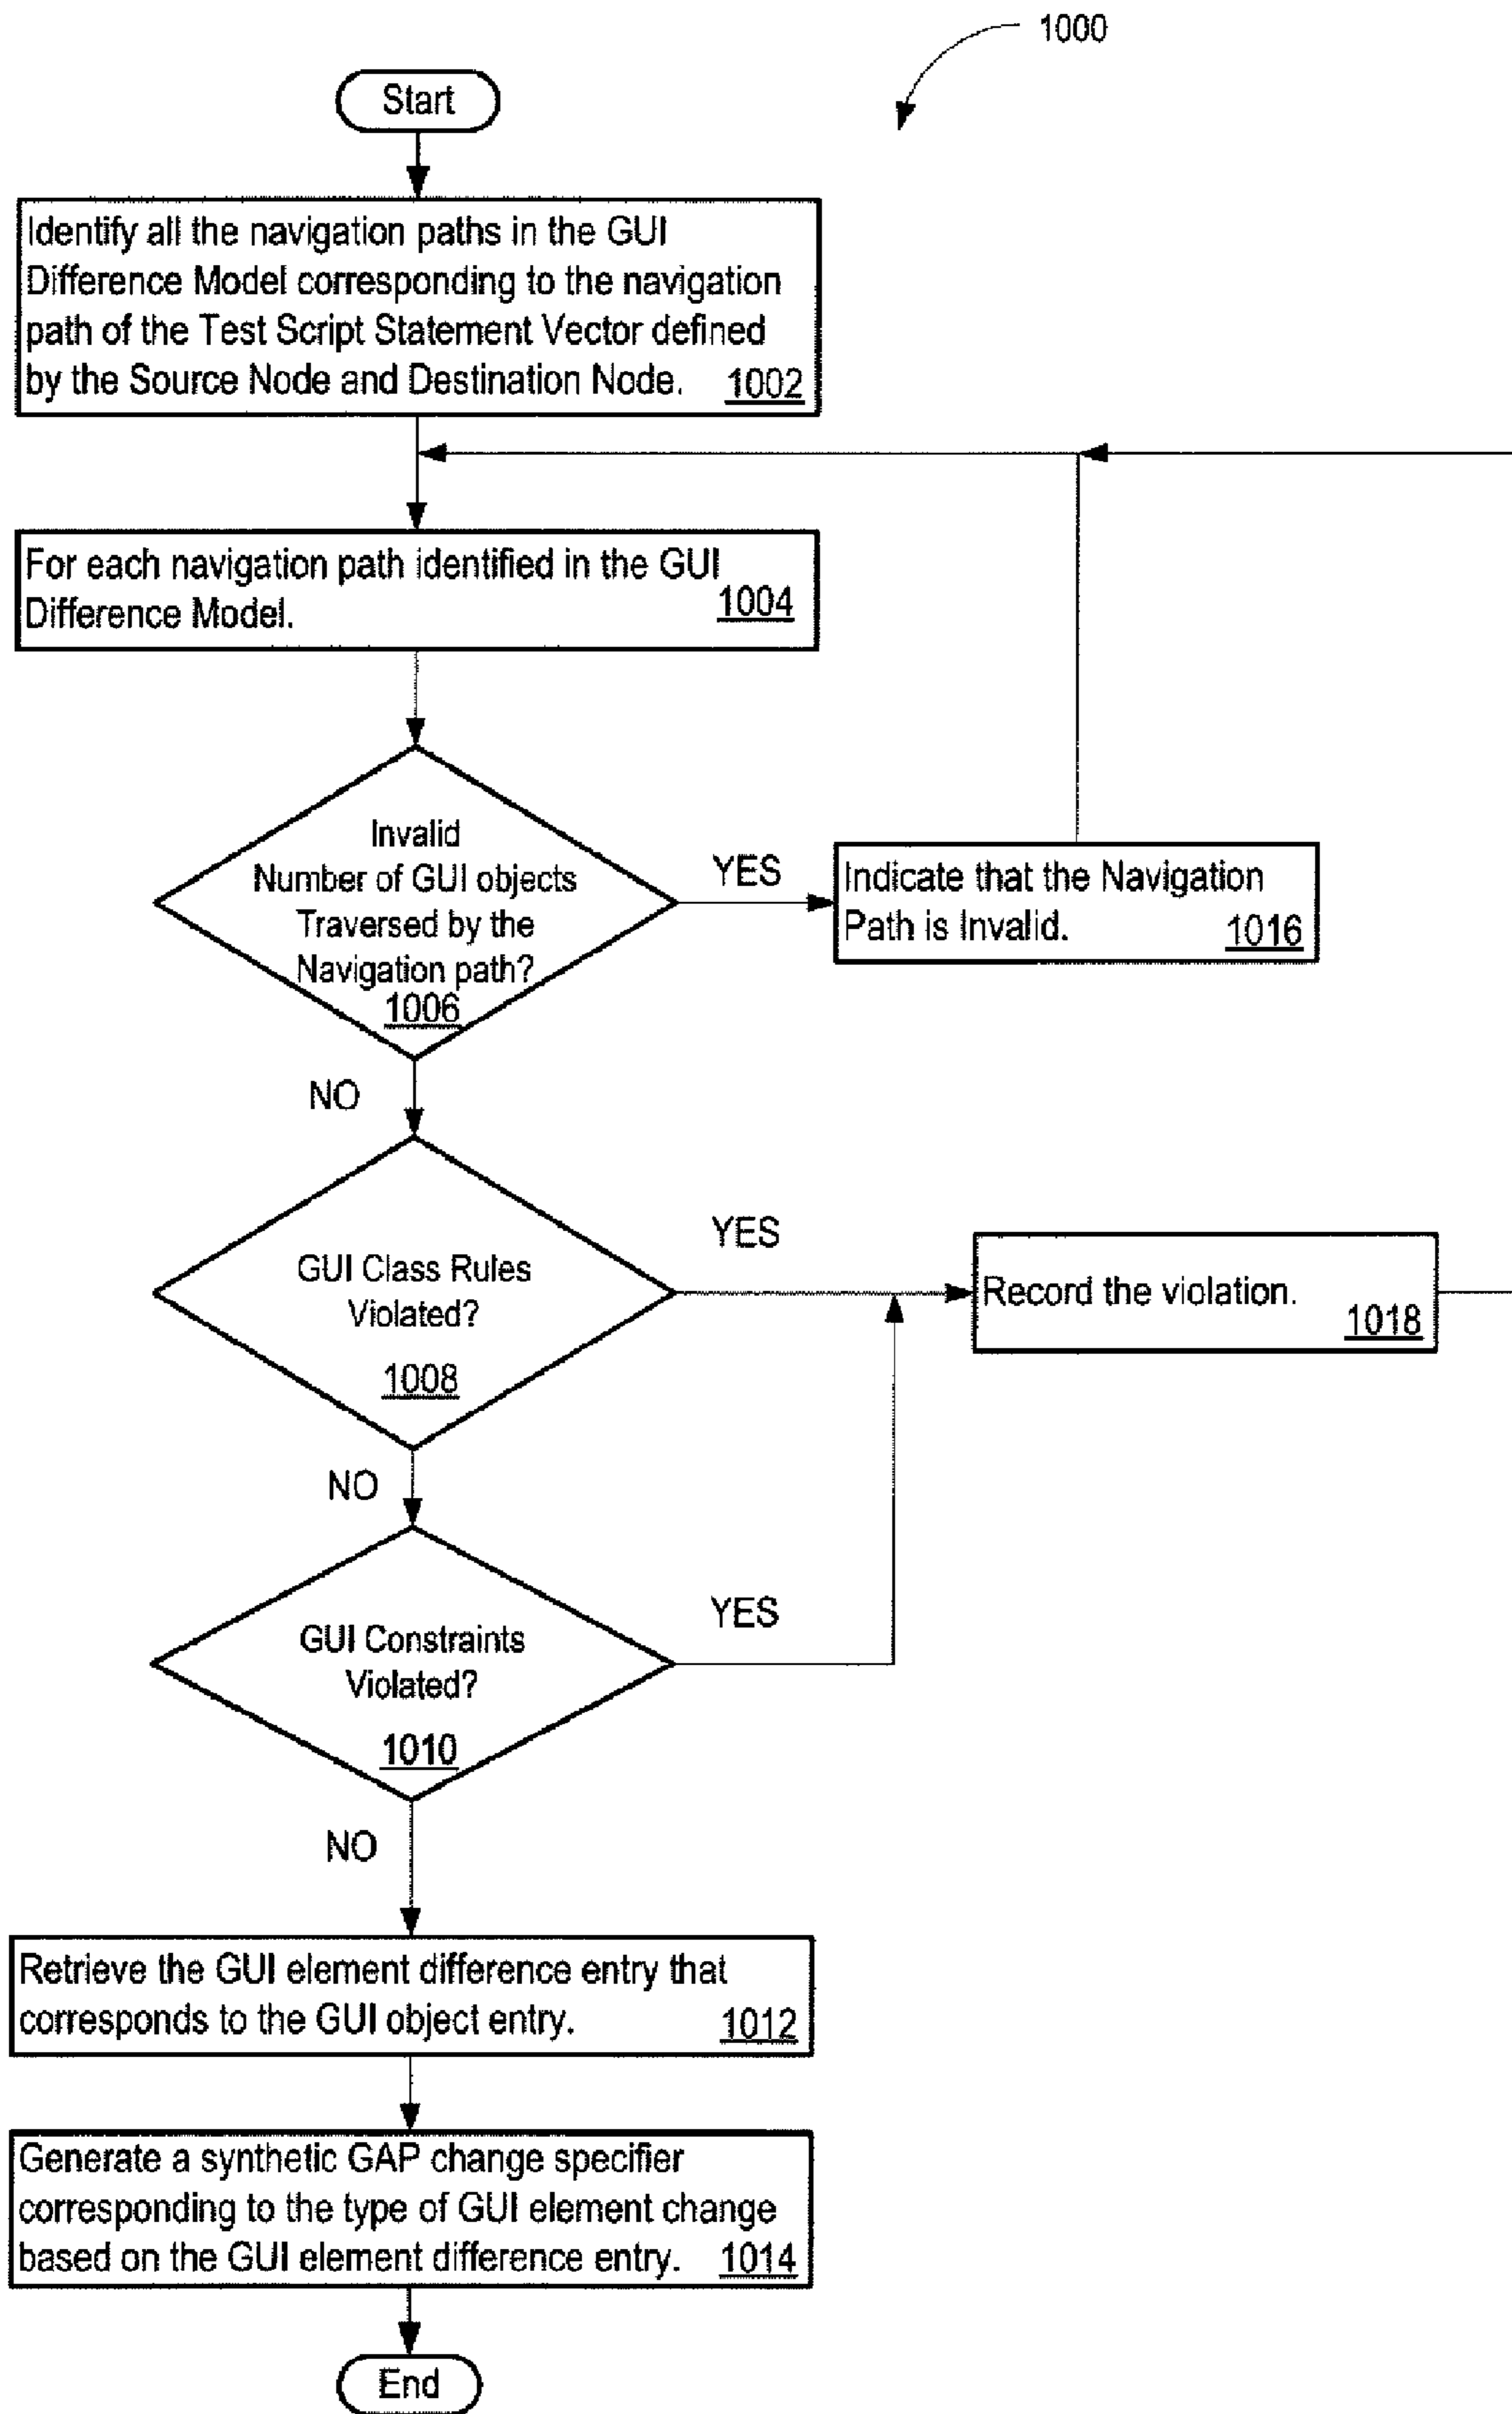 1000
Start
Identify all the navigation paths in the GUI
Difference Model corresponding to the navigation
path of the Test Script Statement Vector defined
by the Source Node and Destination Node. 1002
For each navigation path identified in the GUI
Difference Model. 1004
Invalid
Number of GUI objects
Traversed by the
Navigation path?
1006
YES
Indicate that the Navigation
Path is Invalid. 1016
NO
GUI Class Rules
Violated?
1008
YES
Record the violation.
1018
NO
GUI Constraints
Violated?
1010
YES
NO
Retrieve the GUI element difference entry that
corresponds to the GUI object entry. 1012
Generate a synthetic GAP change specifier
corresponding to the type of GUI element change
based on the GUI element difference entry. 1014
End